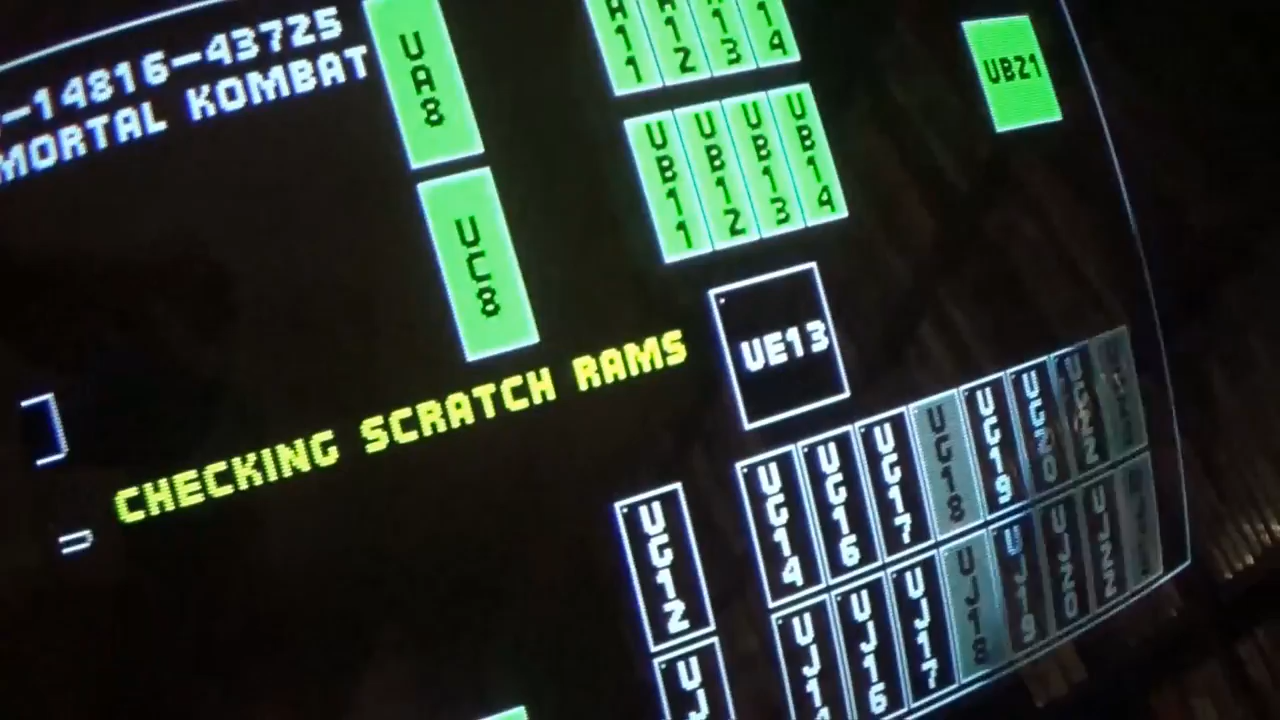 -14816-43725
MORTAL KOMBAT
UA8
UC8
UB11
UB12
UB13
UB14
UB21
UE13
CHECKING SCRATCH RAMS
UG12
UG14
UG16
UG17
UG18
UG19
UJ14
UJ16
UJ17
UJ18